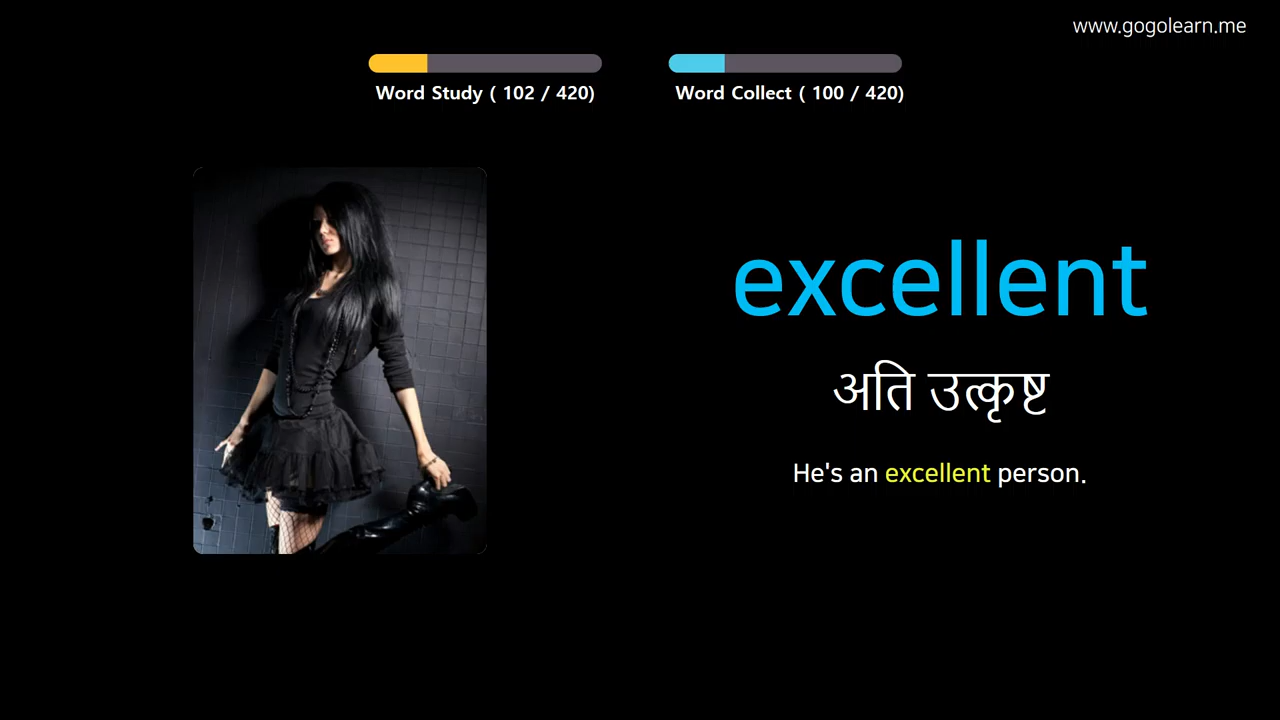 www.gogolearn.me
Word Study ( 102 / 420)
Word Collect ( 100 / 420)
excellent
अति उत्कृष्ट
He's an excellent person.